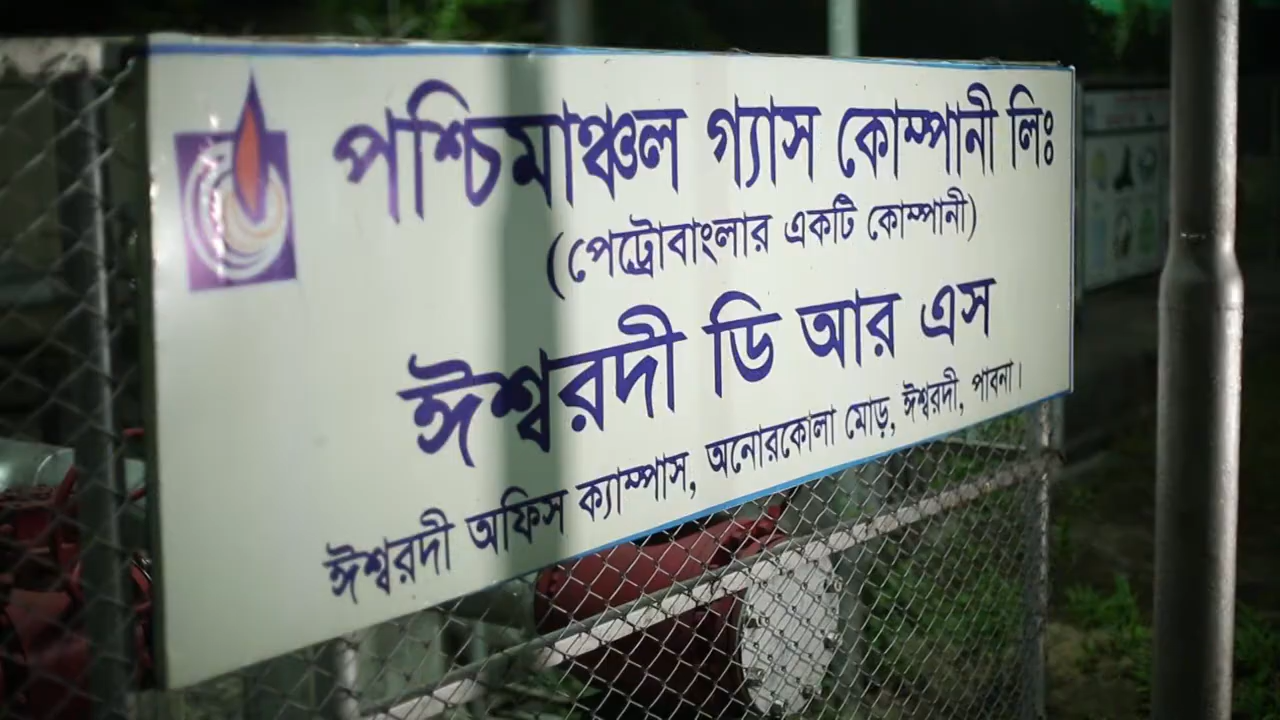 পশ্চিমাঞ্চল গ্যাস কোম্পানী লিঃ
(পেট্রোবাংলার একটি কোম্পানী)
ঈশ্বরদী ডি আর এস
ঈশ্বরদী অফিস ক্যাম্পাস, অনোরকোলা মোড়, ঈশ্বরদী, পাবনা।